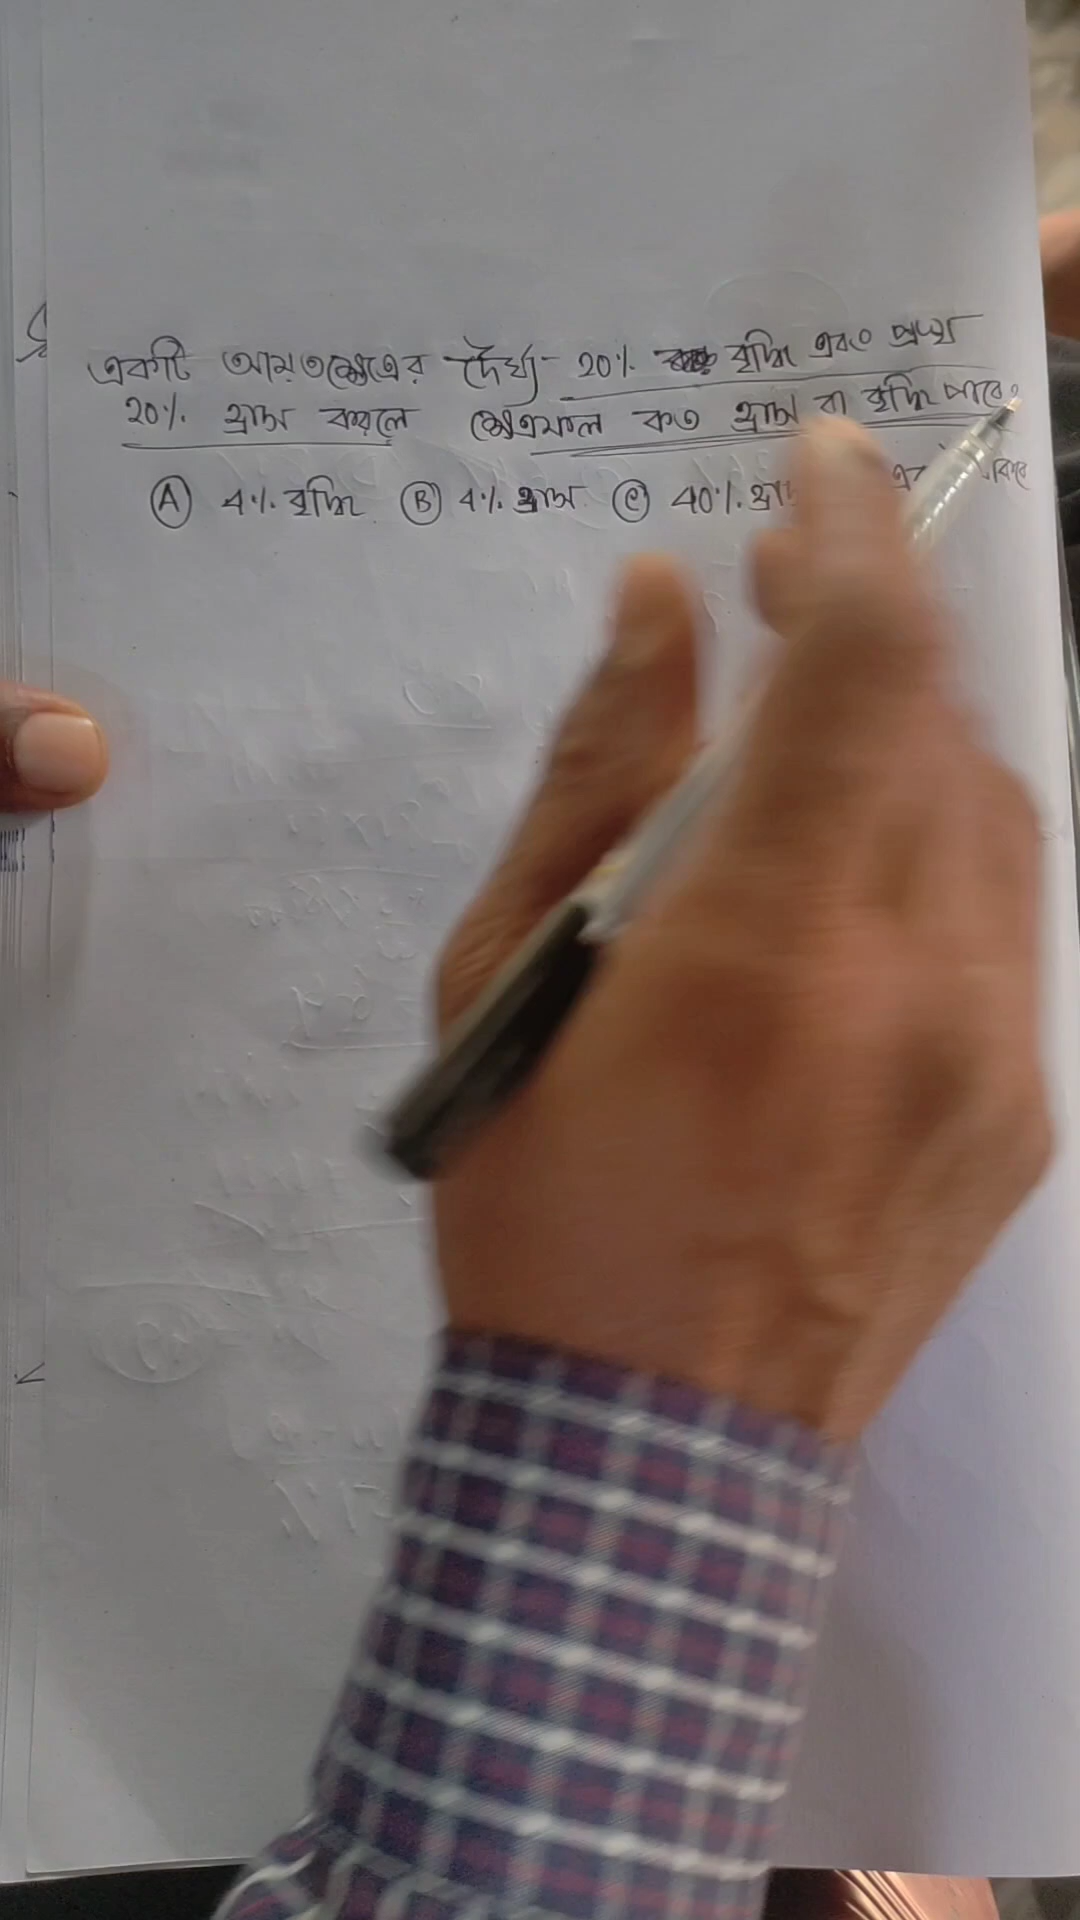 একটি আয়তক্ষেত্রের দৈর্ঘ্য 20% বৃদ্ধি এবং প্রস্থ
20% হ্রাস করলে ক্ষেত্রফল কত হ্রাস বা বৃদ্ধি পাবে?
Ⓐ 4% বৃদ্ধি Ⓑ 4% হ্রাস Ⓒ 40%